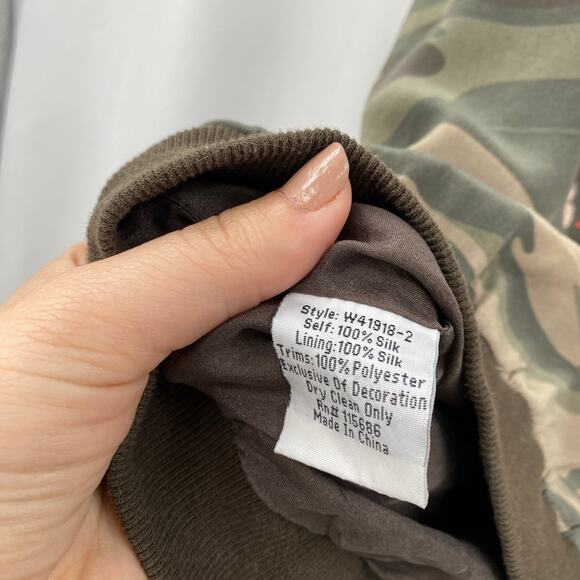 Style: W41918-2
Self: 100% Silk
Lining: 100% Silk
Trims: 100% Polyester
Exclusive Of Decoration
Dry Clean Only
Rn# 115686
Made In China